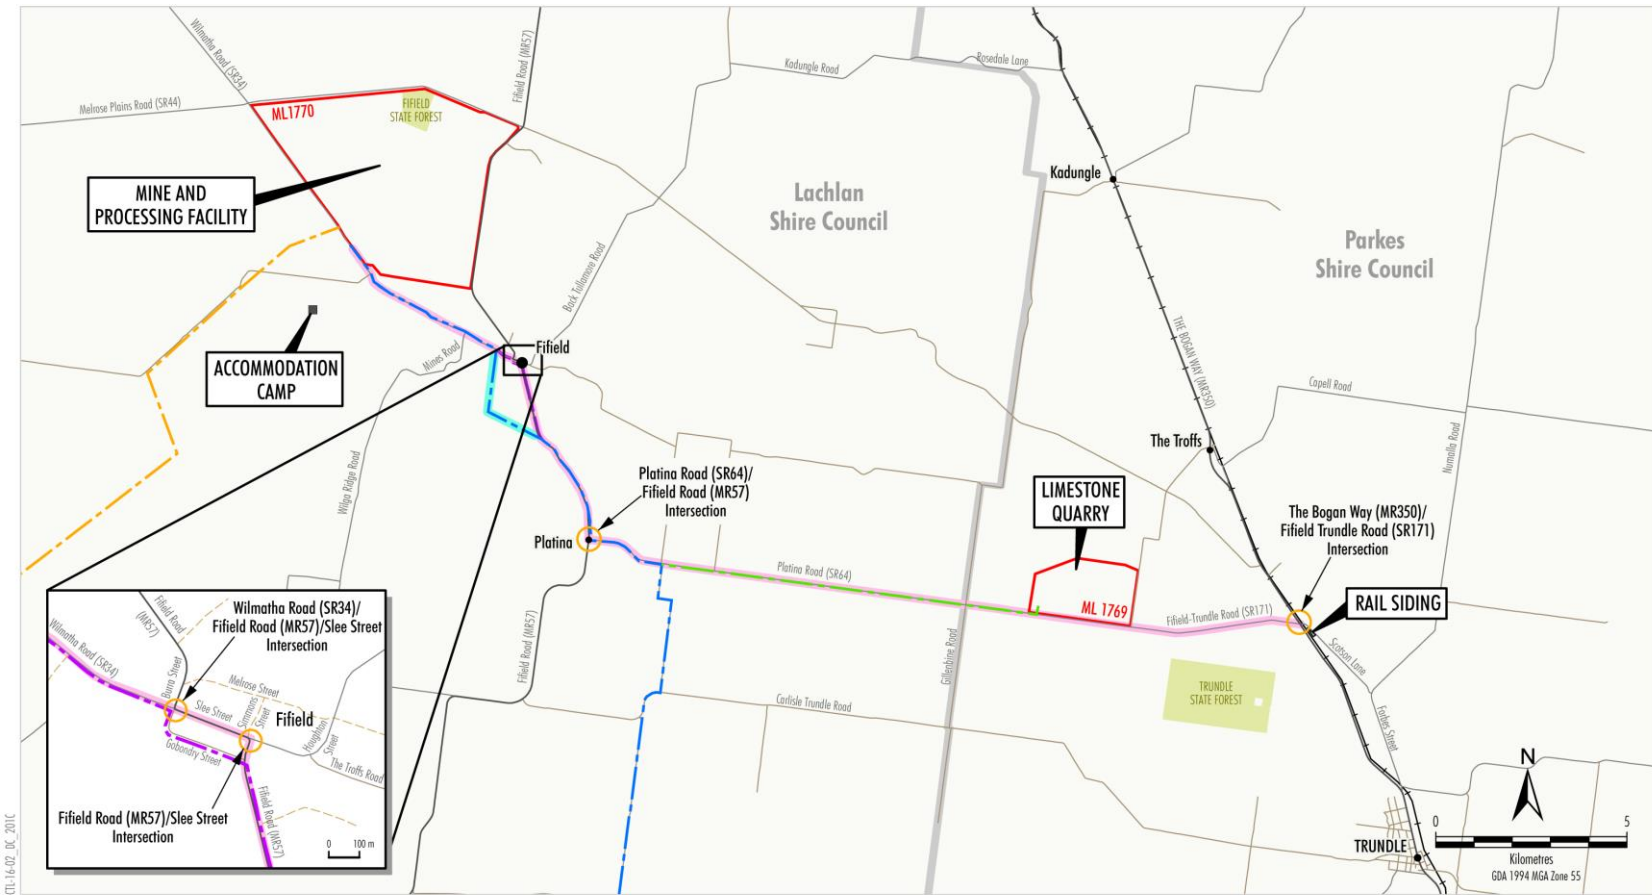 Wilmatha Road (SR34)
Fifield Road (MR57)
Melrose Plains Road (SR44)
ML1770
FIFIELD
STATE FOREST
Kadungle Road
Rosedale Lane
MINE AND
PROCESSING FACILITY
Lachlan
Shire Council
Kadungle
Parkes
Shire Council
Back Tullamore Road
ACCOMMODATION
CAMP
Mines Road
Fifield
THE BOGAN WAY (MR350)
Capell Road
Numalla Road
The Troffs
Wilga Ridge Road
Platina Road (SR64)/
Fifield Road (MR57)
Intersection
LIMESTONE
QUARRY
The Bogan Way (MR350)/
Fifield Trundle Road (SR171)
Intersection
Platina
Platina Road (SR64)
ML 1769
Fifield-Trundle Road (SR171)
RAIL SIDING
Scotson Lane
Fifield Road (MR57)
Gillenbine Road
TRUNDLE
STATE FOREST
Carlisle Trundle Road
Forbes Street
TRUNDLE
Fifield Road
(MR57)
Wilmatha Road (SR34)/
Fifield Road (MR57)/Slee Street
Intersection
Wilmatha Road (SR34)
Burra Street
Melrose Street
Slee Street
Simmons
Street
Fifield
Houghton
Street
Gobondry Street
The Troffs Road
Fifield Road (MR57)/Slee Street
Intersection
Fifield Road (MR57)
0 100 m
N
0 5
Kilometres
GDA 1994 MGA Zone 55
CTL-16-02_DC_201C